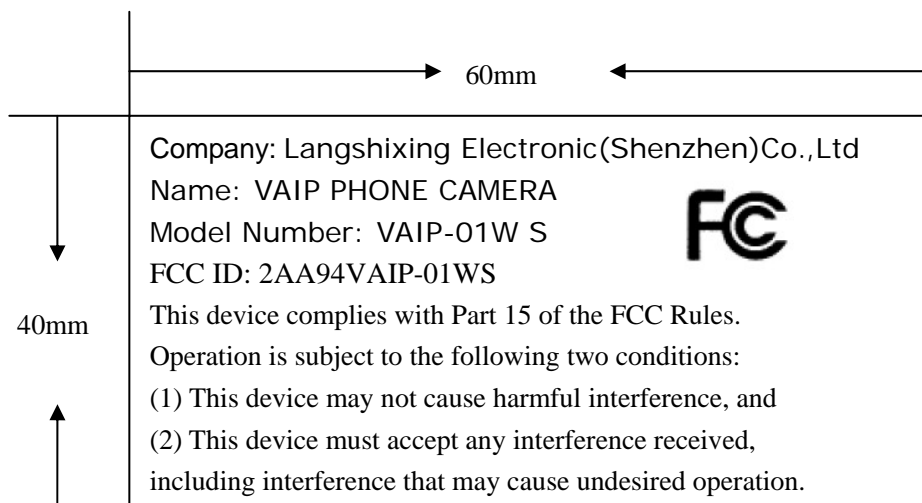 60mm
Company: Langshixing Electronic(Shenzhen)Co.,Ltd
Name: VAIP PHONE CAMERA
Model Number: VAIP-01W S
FC
FCC ID: 2AA94VAIP-01WS
This device complies with Part 15 of the FCC Rules.
40mm
Operation is subject to the following two conditions:
(1) This device may not cause harmful interference, and
(2) This device must accept any interference received,
including interference that may cause undesired operation.